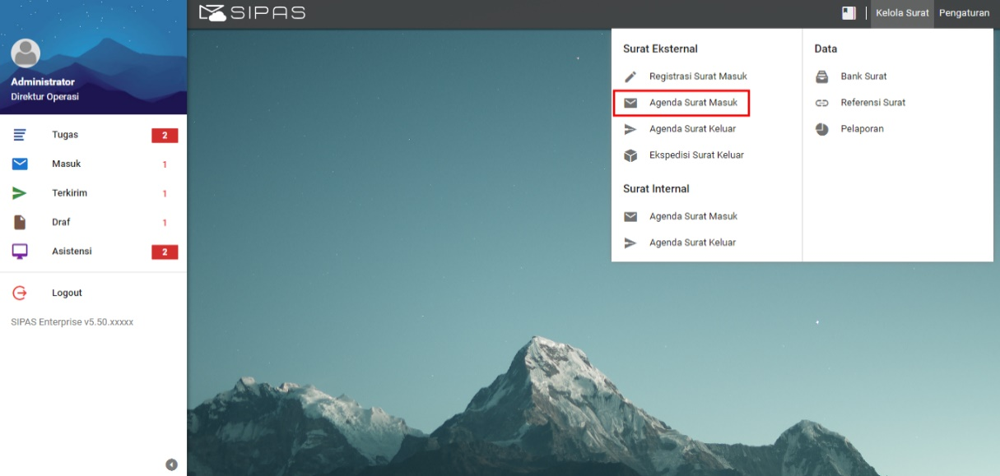 SIPAS
Kelola Surat
Pengaturan
Administrator
Direktur Operasi
Tugas 2
Masuk 1
Terkirim 1
Draf 1
Asistensi 2
Logout
SIPAS Enterprise v5.50.xxxxx
Surat Eksternal
Registrasi Surat Masuk
Agenda Surat Masuk
Agenda Surat Keluar
Ekspedisi Surat Keluar
Surat Internal
Agenda Surat Masuk
Agenda Surat Keluar
Data
Bank Surat
Referensi Surat
Pelaporan